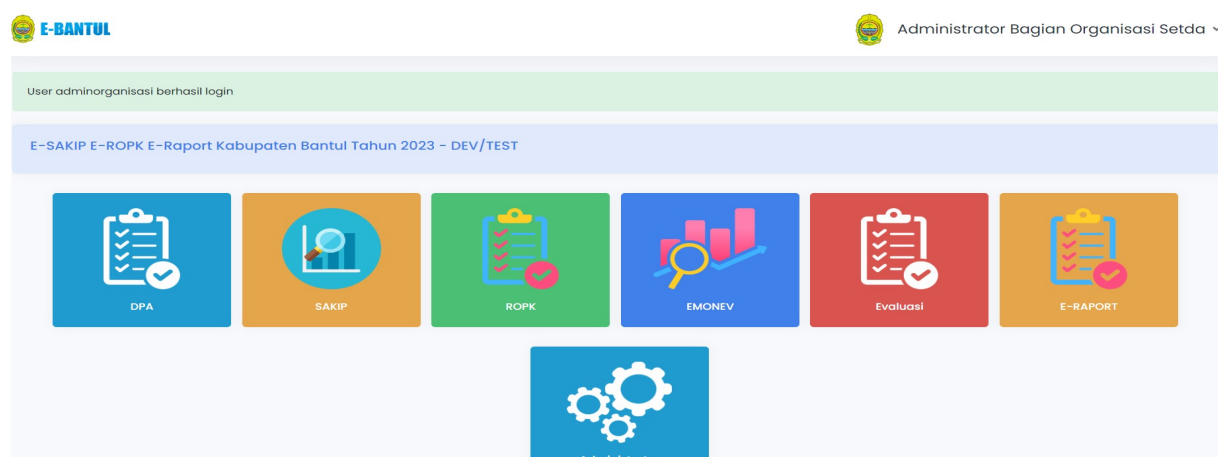 E-BANTUL
Administrator Bagian Organisasi Setda
User adminorganisasi berhasil login
E-SAKIP E-ROPK E-Raport Kabupaten Bantul Tahun 2023 - DEV/TEST
DPA
SAKIP
ROPK
EMONEV
Evaluasi
E-RAPORT